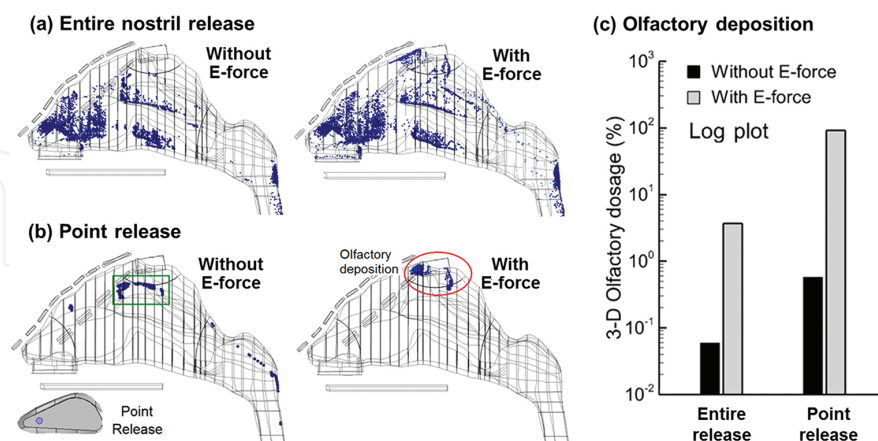 (a) Entire nostril release
Without
E-force
With
E-force
(b) Point release
Without
E-force
Olfactory
deposition
With
E-force
Point
Release
(c) Olfactory deposition
3-D Olfactory dosage (%)
10³
10²
10¹
10⁰
10⁻¹
10⁻²
Without E-force
With E-force
Log plot
Entire
release
Point
release